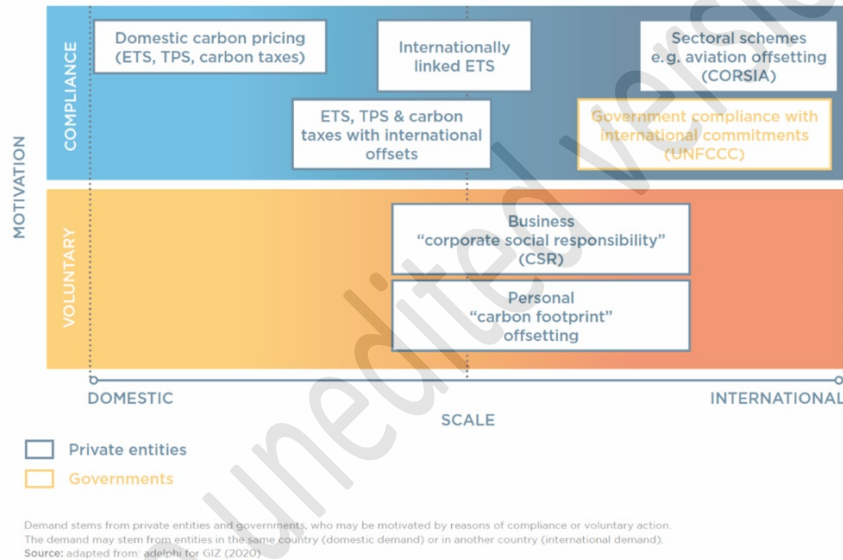 MOTIVATION
COMPLIANCE
Domestic carbon pricing
(ETS, TPS, carbon taxes)
Internationally
linked ETS
Sectoral schemes
e.g. aviation offsetting
(CORSIA)
ETS, TPS & carbon
taxes with international
offsets
Government compliance with
international commitments
(UNFCCC)
VOLUNTARY
Business
“corporate social responsibility”
(CSR)
Personal
“carbon footprint”
offsetting
DOMESTIC
INTERNATIONAL
SCALE
Private entities
Governments
Demand stems from private entities and governments, who may be motivated by reasons of compliance or voluntary action.
The demand may stem from entities in the same country (domestic demand) or in another country (international demand).
Source: adapted from: adelphi for GIZ (2020)
unedited